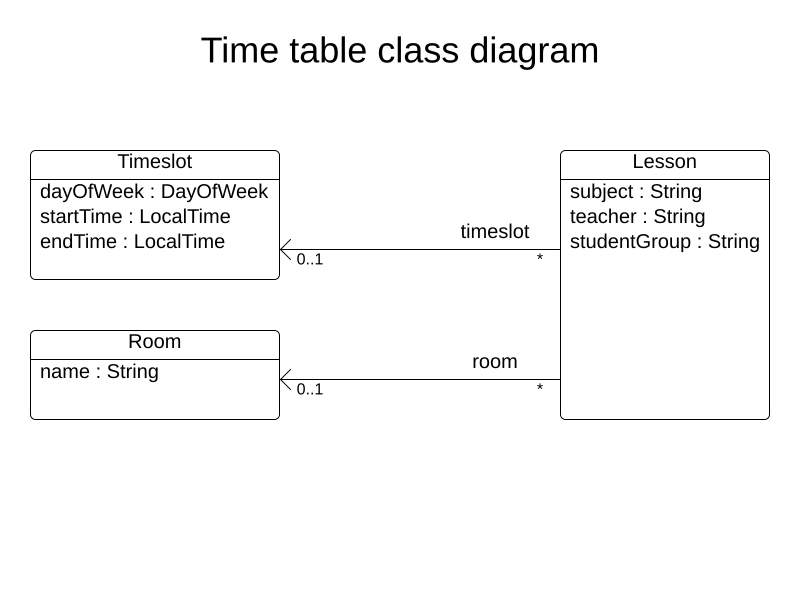 Time table class diagram
Timeslot
dayOfWeek : DayOfWeek
startTime : LocalTime
endTime : LocalTime
Lesson
subject : String
teacher : String
studentGroup : String
timeslot
0..1
*
Room
name : String
room
0..1
*